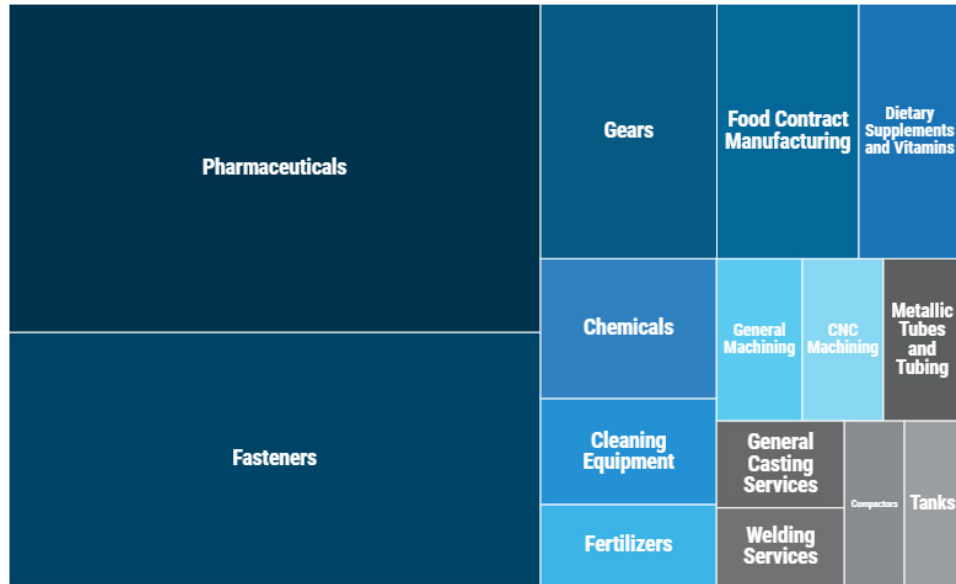 Pharmaceuticals
Fasteners
Gears
Chemicals
Cleaning
Equipment
Fertilizers
Food Contract
Manufacturing
Dietary
Supplements
and Vitamins
General
Machining
CNC
Machining
Metallic
Tubes
and
Tubing
General
Casting
Services
Welding
Services
Compactors
Tanks